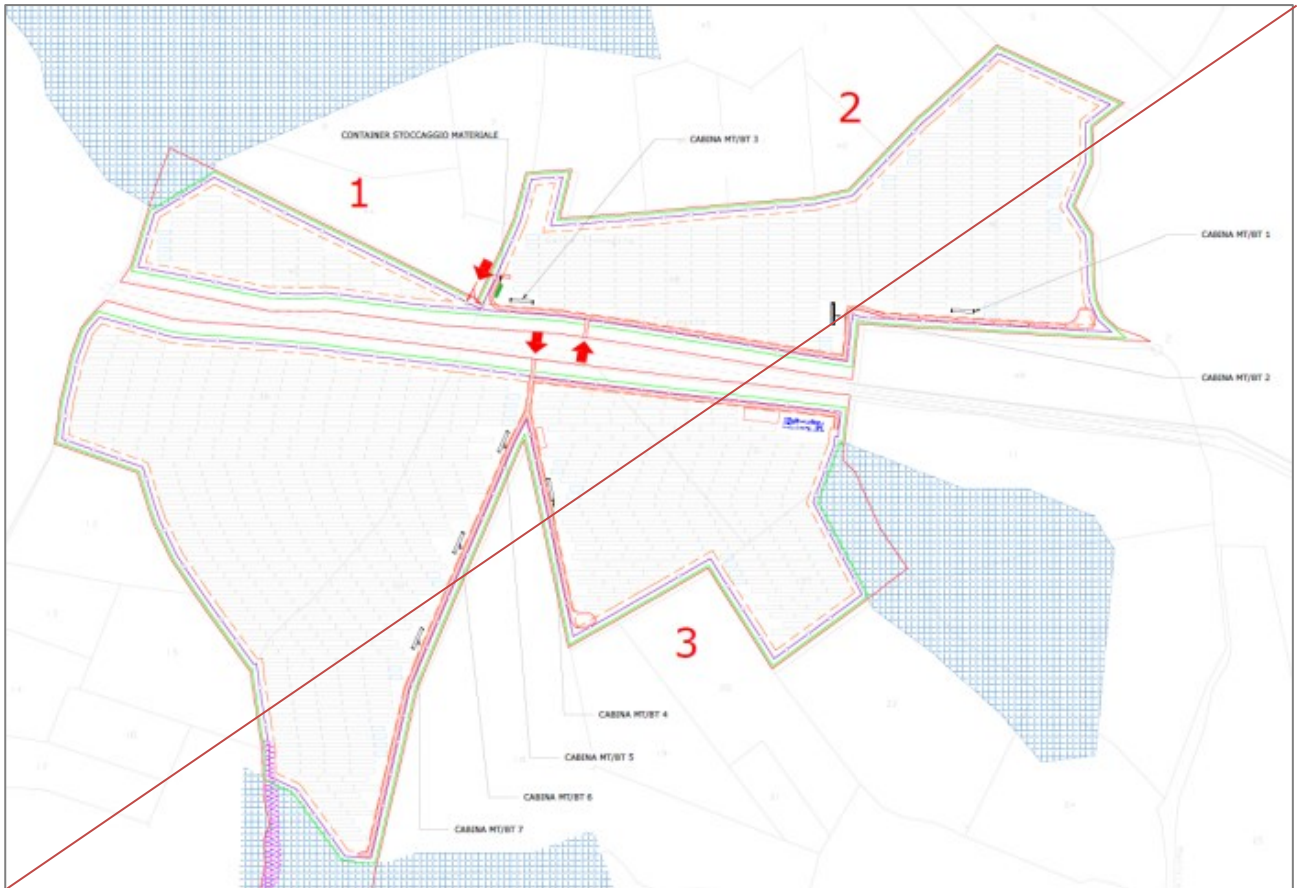 2
CONTAINER STOCCAGGIO MATERIALE
CABINA MT/BT 3
1
CABINA MT/BT 1
CABINA MT/BT 2
3
CABINA MT/BT 4
CABINA MT/BT 5
CABINA MT/BT 6
CABINA MT/BT 7